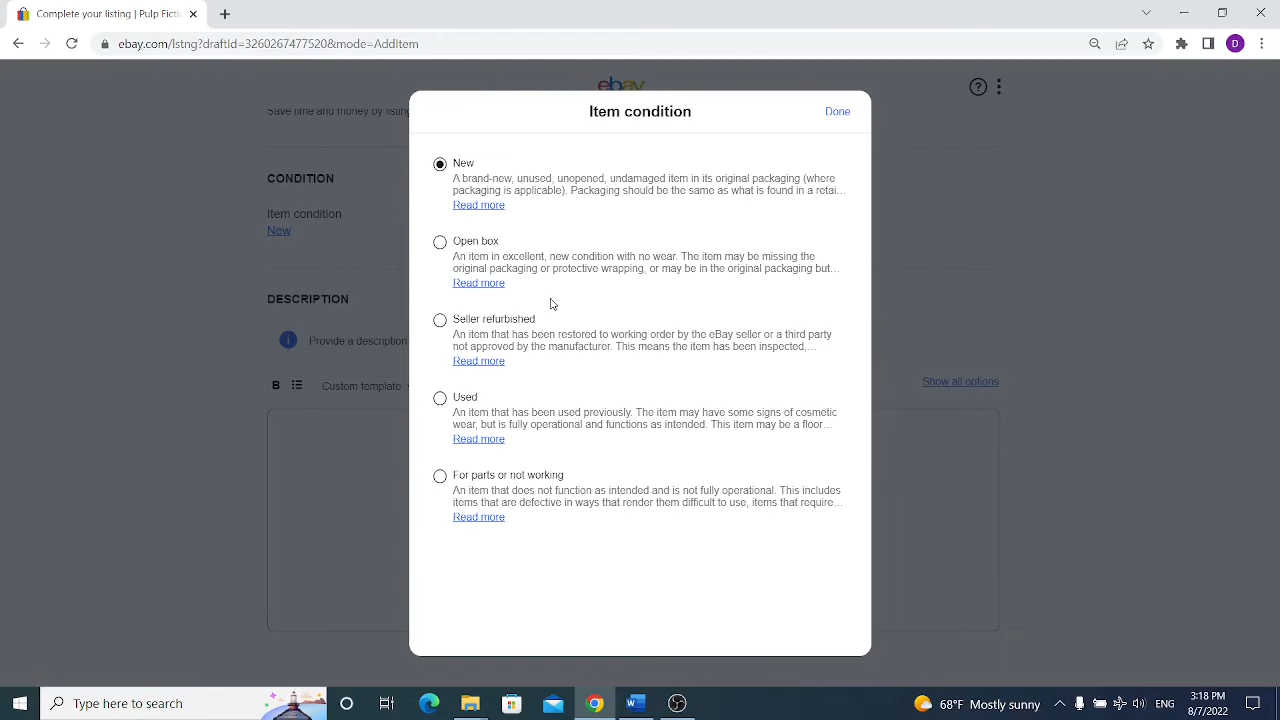 Complete your listing | Pulp Ficti
ebay.com/lstng?draftId=3260267477520&mode=AddItem
D
ebay
?
Save time and money by listing
Item condition
Done
CONDITION
Item condition
New
DESCRIPTION
i Provide a description
B
Custom template
Show all options
New
A brand-new, unused, unopened, undamaged item in its original packaging (where
packaging is applicable). Packaging should be the same as what is found in a retai...
Read more
Open box
An item in excellent, new condition with no wear. The item may be missing the
original packaging or protective wrapping, or may be in the original packaging but...
Read more
Seller refurbished
An item that has been restored to working order by the eBay seller or a third party
not approved by the manufacturer. This means the item has been inspected,...
Read more
Used
An item that has been used previously. The item may have some signs of cosmetic
wear, but is fully operational and functions as intended. This item may be a floor...
Read more
For parts or not working
An item that does not function as intended and is not fully operational. This includes
items that are defective in ways that render them difficult to use, items that require...
Read more
Type here to search
W
68°F Mostly sunny
3:18 PM
8/7/2022